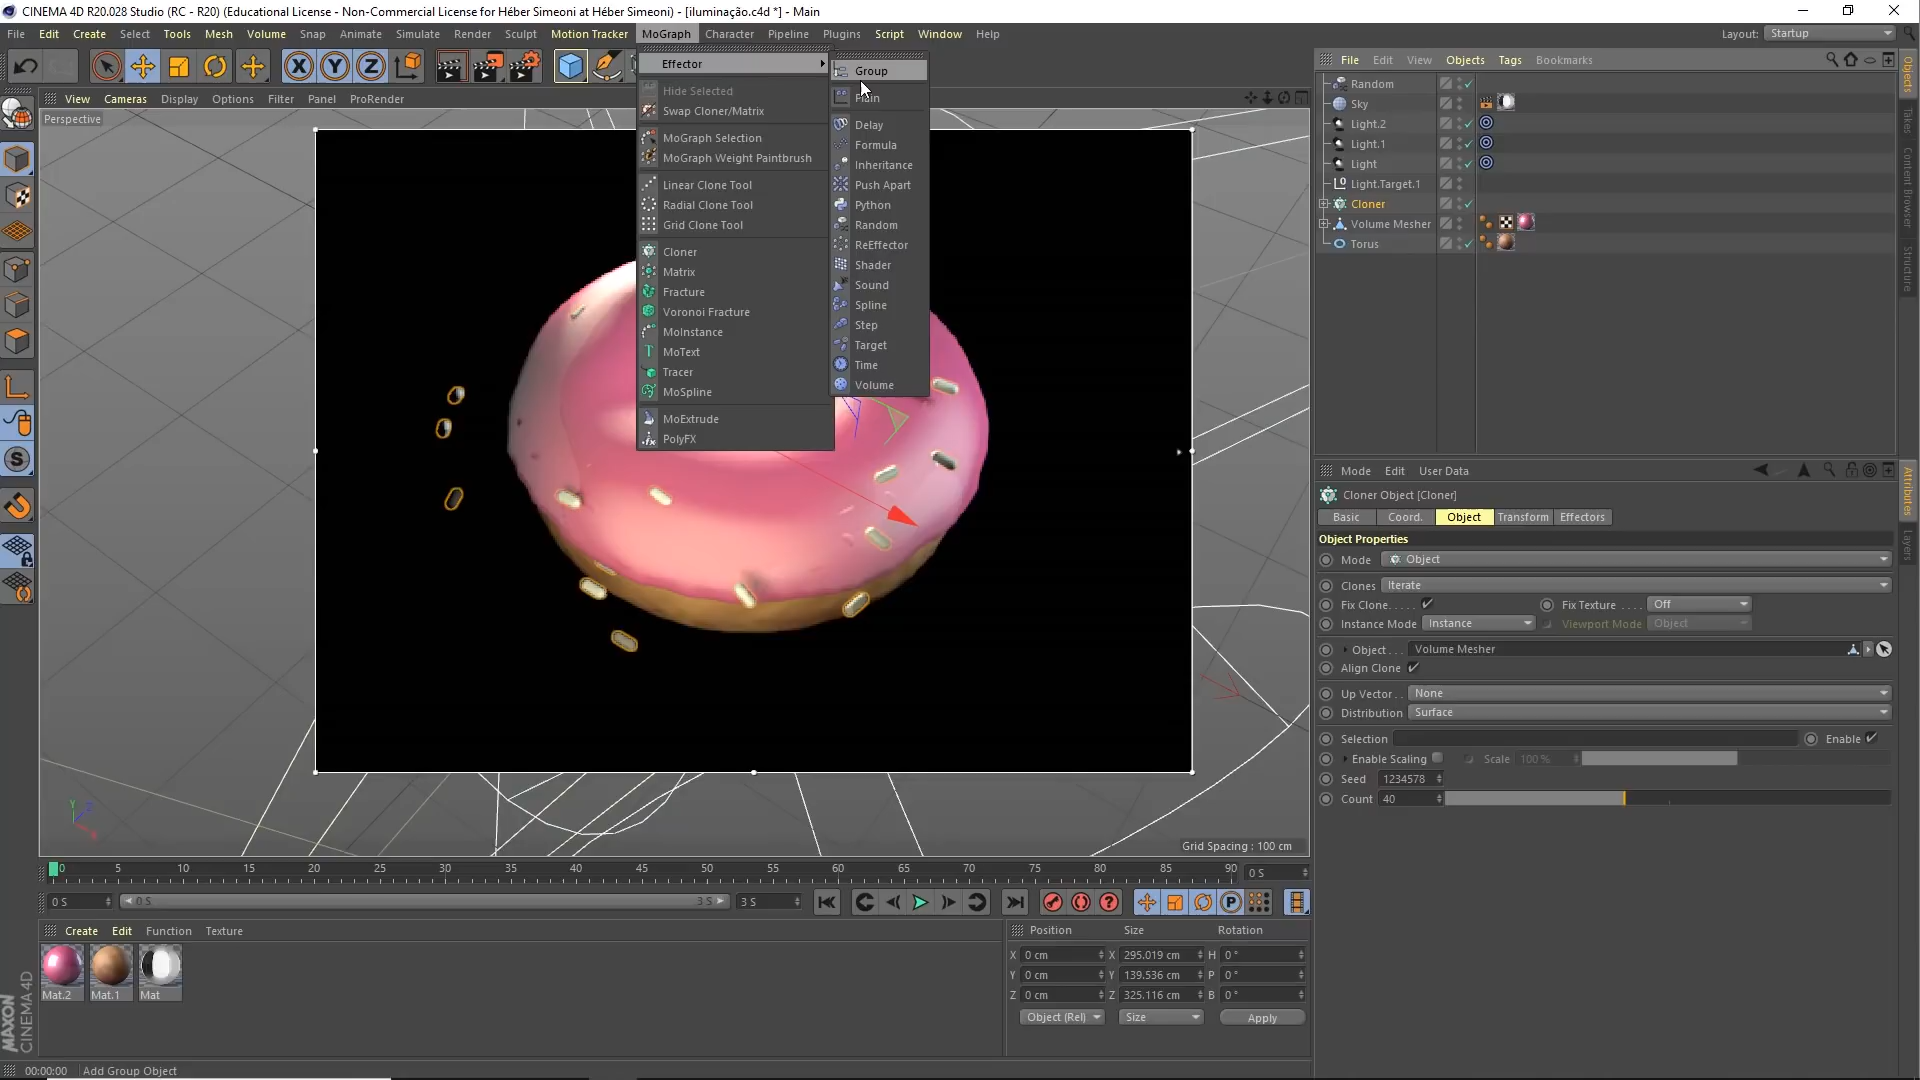 CINEMA 4D R20.028 Studio (RC - R20) (Educational License - Non-Commercial License for Héber Simeoni at Héber Simeoni) - [iluminação.c4d *] - Main
File Edit Create Select Tools Mesh Volume Snap Animate Simulate Render Sculpt Motion Tracker MoGraph Character Pipeline Plugins Script Window Help Layout: Startup
View Cameras Display Options Filter Panel ProRender
Perspective
Effector
Hide Selected
Swap Cloner/Matrix
MoGraph Selection
MoGraph Weight Paintbrush
Linear Clone Tool
Radial Clone Tool
Grid Clone Tool
Cloner
Matrix
Fracture
Voronoi Fracture
MoInstance
MoText
Tracer
MoSpline
MoExtrude
PolyFX
Group
Plain
Delay
Formula
Inheritance
Push Apart
Python
Random
ReEffector
Shader
Sound
Spline
Step
Target
Time
Volume
File Edit View Objects Tags Bookmarks
Random
Sky
Light.2
Light.1
Light
Light.Target.1
Cloner
Volume Mesher
Torus
Objects
Takes
Content Browser
Structure
Mode Edit User Data
Cloner Object [Cloner]
Basic Coord. Object Transform Effectors
Object Properties
Mode Object
Clones Iterate
Fix Clone..... Fix Texture .... Off
Instance Mode Instance Viewport Mode Object
Object... Volume Mesher
Align Clone
Up Vector.. None
Distribution Surface
Selection Enable
Enable Scaling Scale 100 %
Seed 1234578
Count 40
Attributes
Layers
Y Z X
Grid Spacing : 100 cm
0 5 10 15 20 25 30 35 40 45 50 55 60 65 70 75 80 85 90 0 S
0 S 0 S 3 S 3 S
Create Edit Function Texture
Mat.2 Mat.1 Mat
Position Size Rotation
X 0 cm X 295.019 cm H 0 °
Y 0 cm Y 139.536 cm P 0 °
Z 0 cm Z 325.116 cm B 0 °
Object (Rel) Size Apply
MAXON
CINEMA 4D
00:00:00 Add Group Object